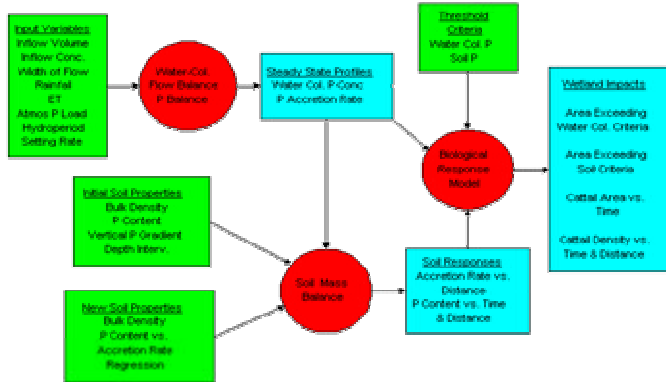 Input Variables
Inflow Volume
Inflow Conc.
Width of Flow
Rainfall
ET
Atmos P Load
Hydroperiod
Setting Rate
Water-Col.
Flow Balance
P Balance
Steady State Profiles
Water Col. P Conc
P Accretion Rate
Threshold
Criteria
Water Col. P
Soil P
Biological
Response
Model
Wetland Impacts
Area Exceeding
Water Col. Criteria
Area Exceeding
Soil Criteria
Cattail Area vs.
Time
Cattail Density vs.
Time & Distance
Initial Soil Properties
Bulk Density
P Content
Vertical P Gradient
Depth Interv.
Soil Mass
Balance
Soil Responses
Accretion Rate vs.
Distance
P Content vs. Time
& Distance
New Soil Properties
Bulk Density
P Content vs.
Accretion Rate
Regression